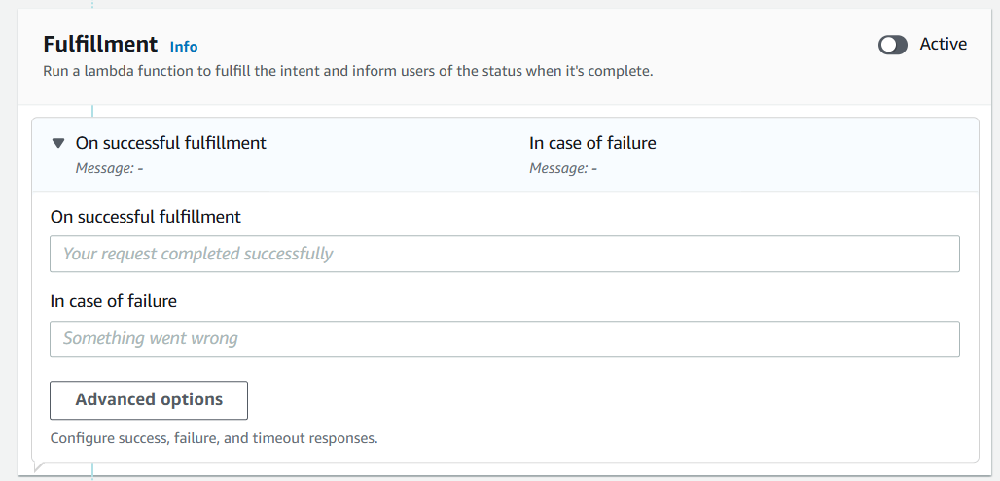 Fulfillment Info
Active
Run a lambda function to fulfill the intent and inform users of the status when it's complete.
On successful fulfillment
Message: -
In case of failure
Message: -
On successful fulfillment
Your request completed successfully
In case of failure
Something went wrong
Advanced options
Configure success, failure, and timeout responses.